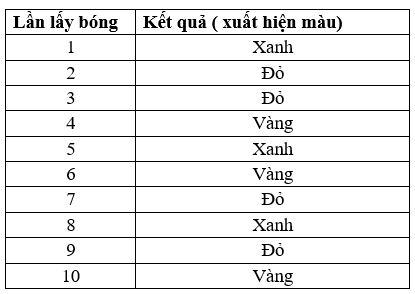 Lần lấy bóng Kết quả ( xuất hiện màu)
1 Xanh
2 Đỏ
3 Đỏ
4 Vàng
5 Xanh
6 Vàng
7 Đỏ
8 Xanh
9 Đỏ
10 Vàng